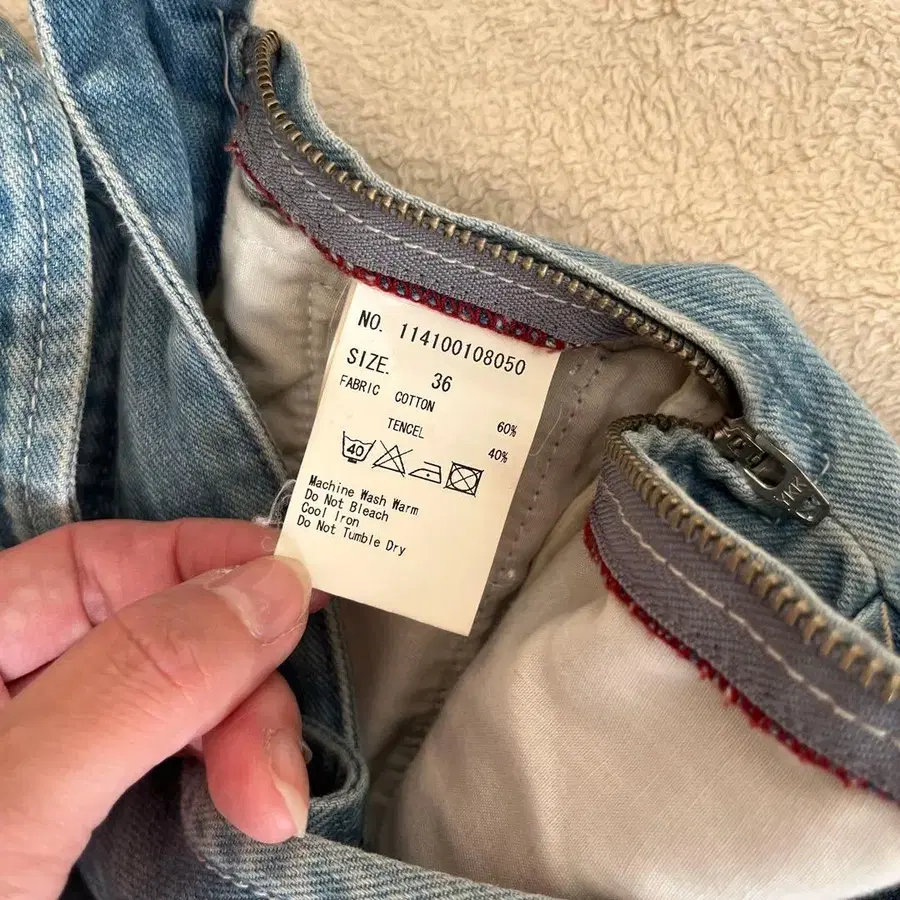 NO. 114100108050
SIZE. 36
FABRIC COTTON 60%
TENCEL 40%
40
Machine Wash Warm
Do Not Bleach
Cool Iron
Do Not Tumble Dry
YKK